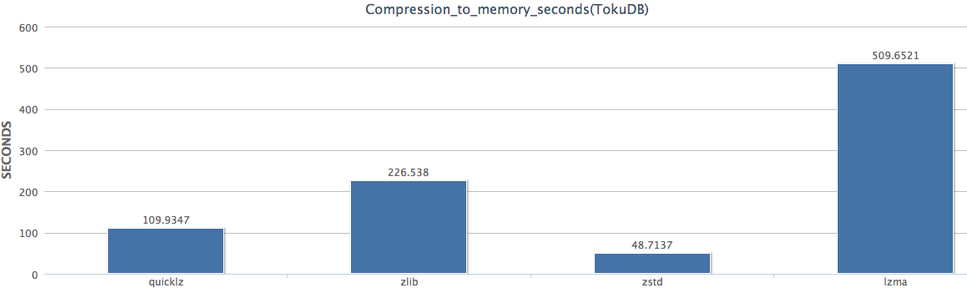 Compression_to_memory_seconds(TokuDB)
SECONDS
600
500
400
300
200
100
0
109.9347
226.538
48.7137
509.6521
quicklz
zlib
zstd
lzma